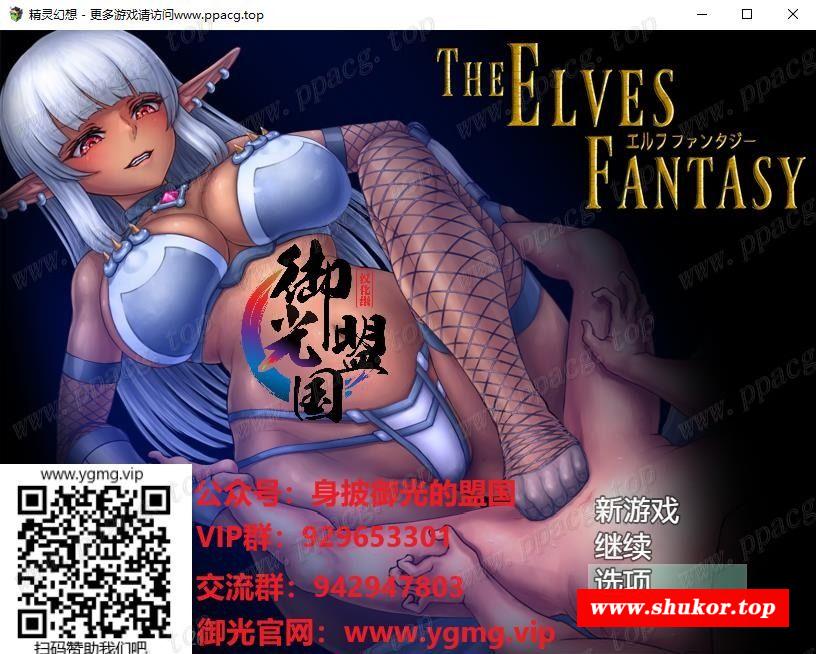 精灵幻想 - 更多游戏请访问www.ppacg.top
THE ELVES
エルフファンタジー
FANTASY
御光
盟国
汉化组
www.ygmg.vip
公众号：身披御光的盟国
VIP群：929653301
交流群：942947803
御光官网：www.ygmg.vip
扫码赞助我们吧
新游戏
继续
选项
www.shukor.top
www.ppacg.top